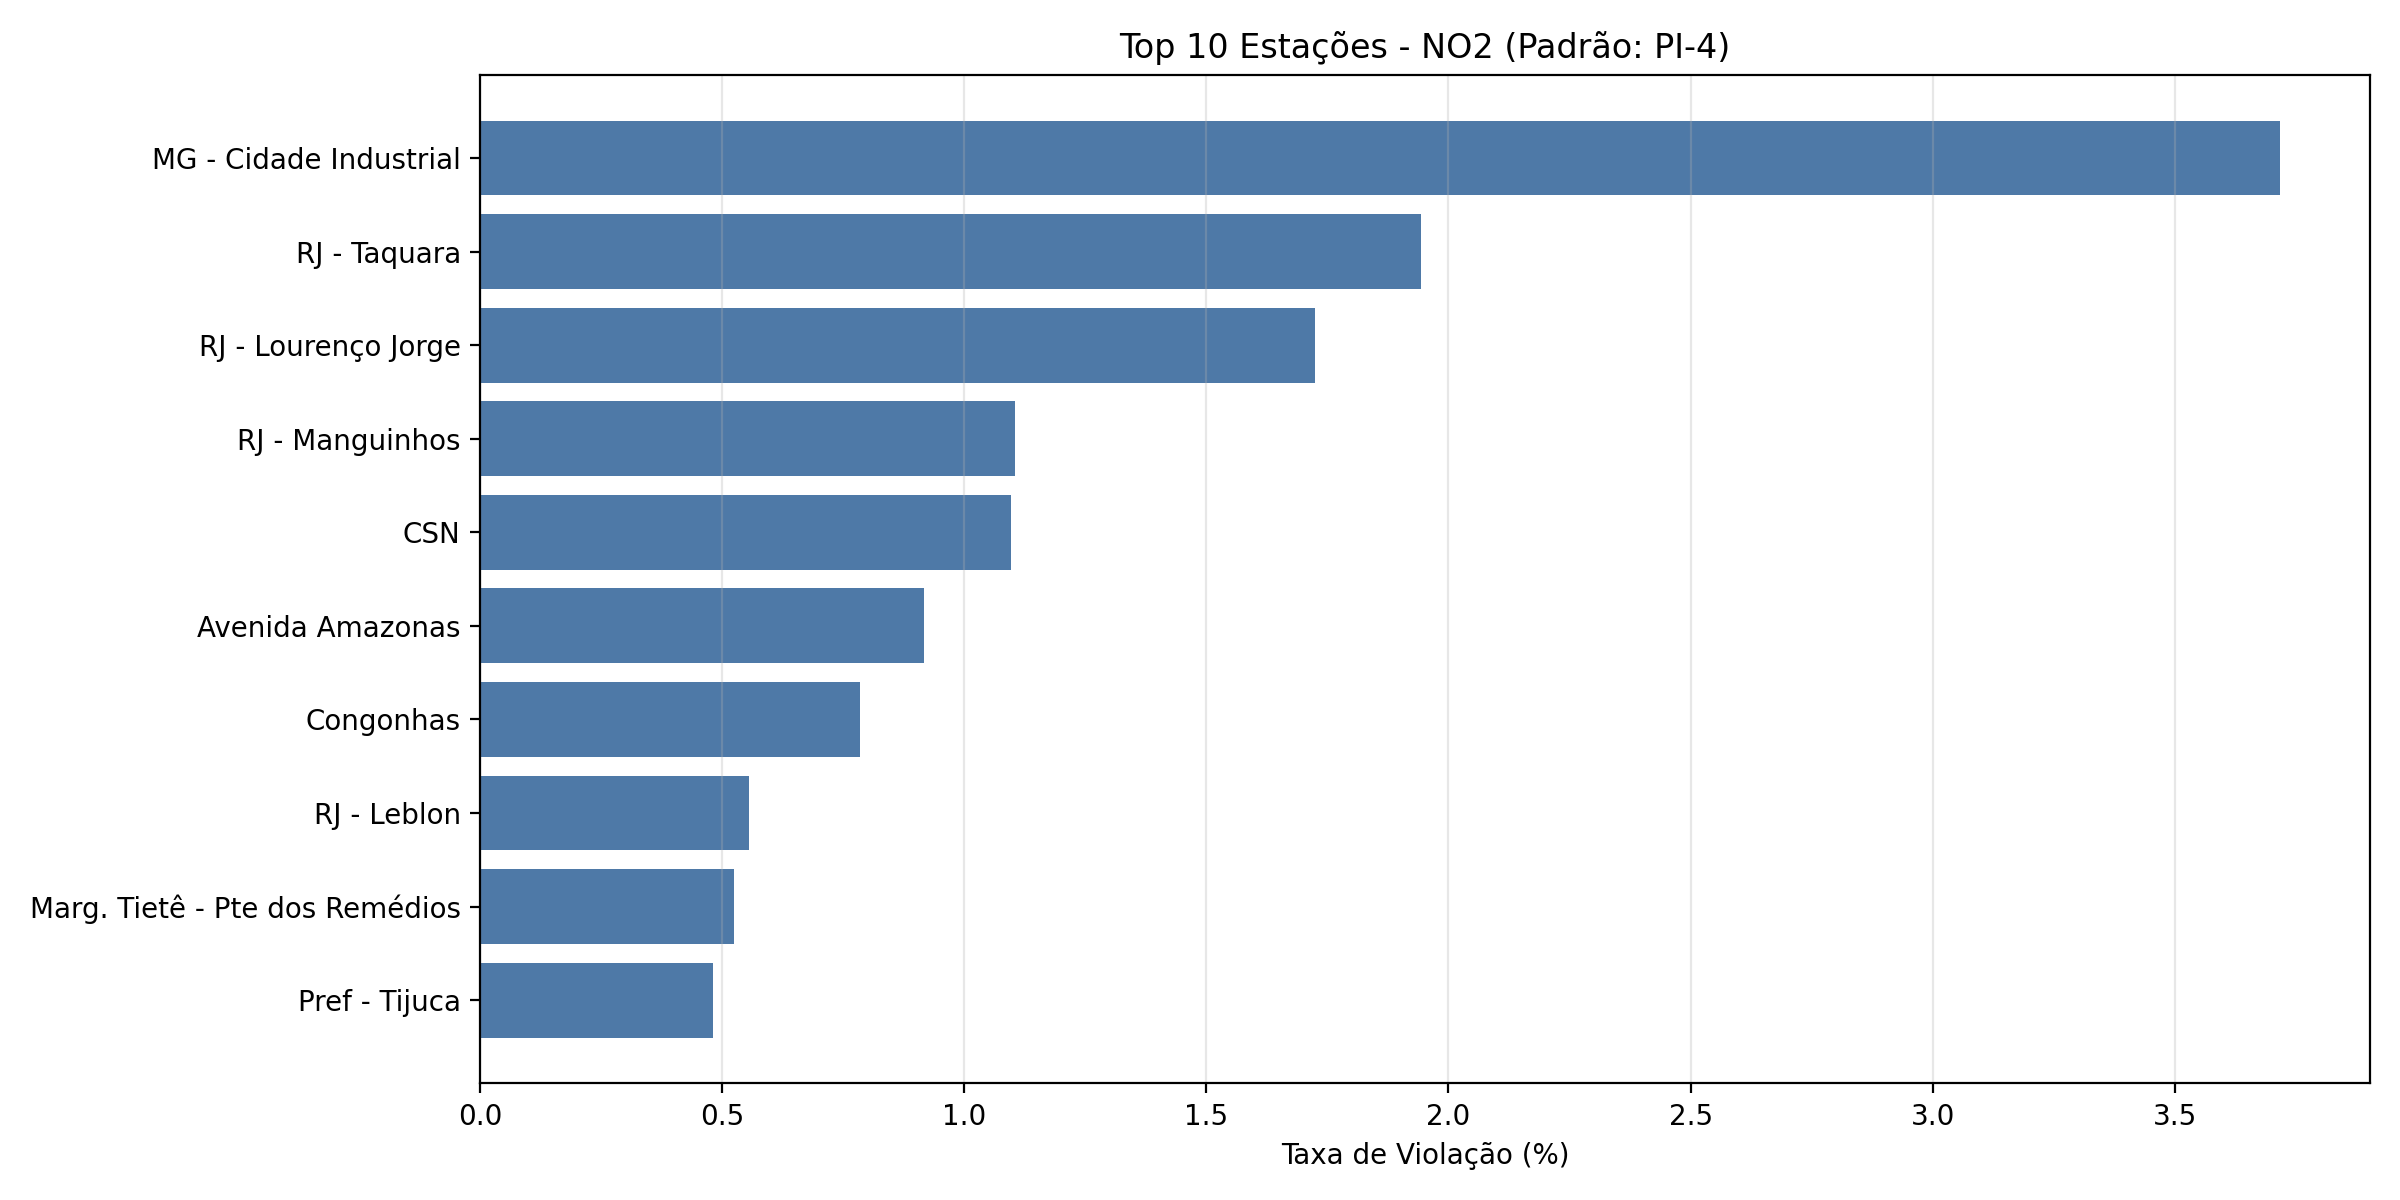 Top 10 Estações - NO2 (Padrão: PI-4)
MG - Cidade Industrial
RJ - Taquara
RJ - Lourenço Jorge
RJ - Manguinhos
CSN
Avenida Amazonas
Congonhas
RJ - Leblon
Marg. Tietê - Pte dos Remédios
Pref - Tijuca
0.0 0.5 1.0 1.5 2.0 2.5 3.0 3.5
Taxa de Violação (%)